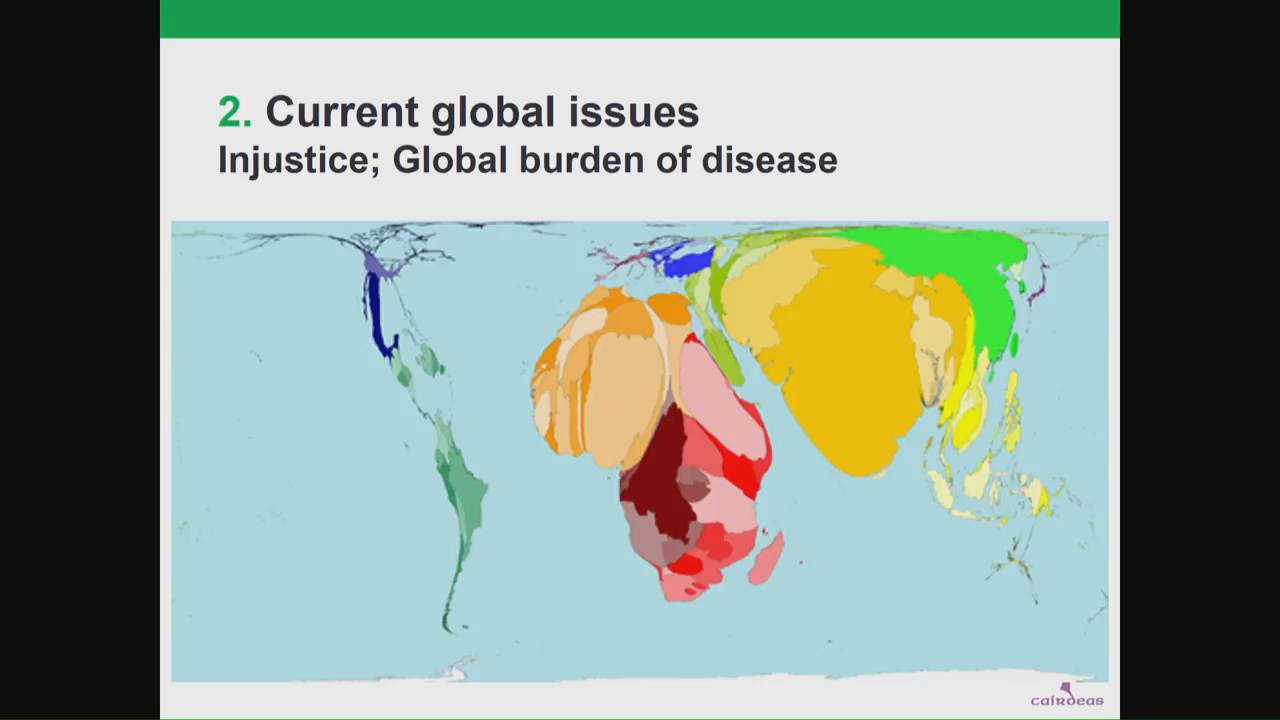 2. Current global issues
Injustice; Global burden of disease
cairdeas